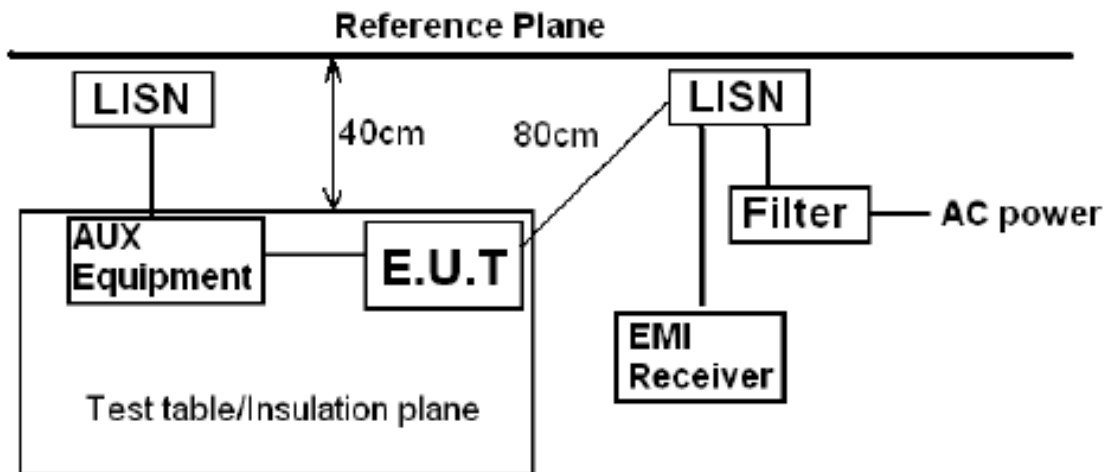 Reference Plane
LISN
40cm
80cm
LISN
Filter
AC power
AUX
Equipment
E.U.T
EMI
Receiver
Test table/Insulation plane